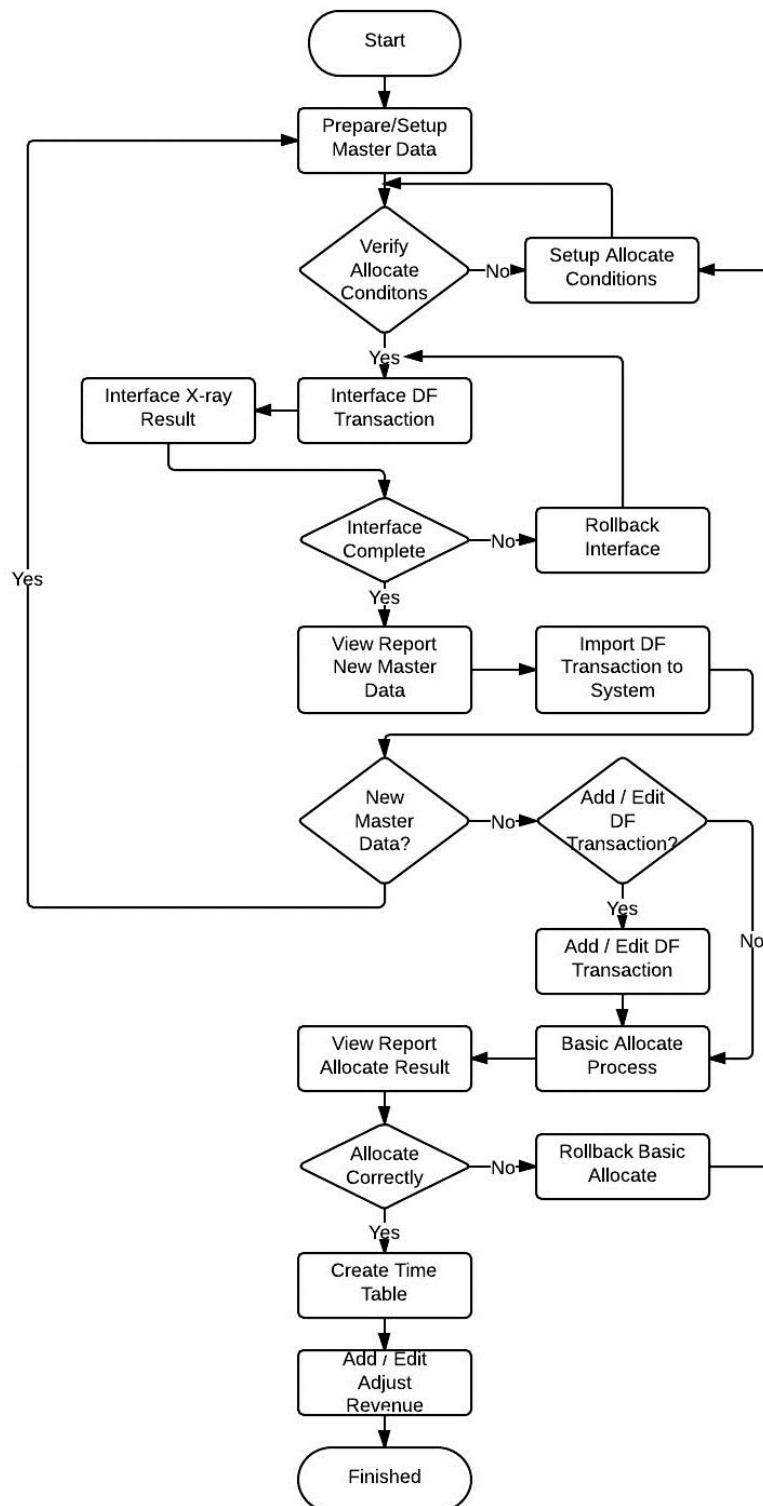 Start
Prepare/Setup
Master Data
Verify
Allocate
Conditons
No
Setup Allocate
Conditions
Yes
Interface X-ray
Result
Interface DF
Transaction
Interface
Complete
No
Rollback
Interface
Yes
Yes
View Report
New Master
Data
Import DF
Transaction to
System
New
Master
Data?
No
Add / Edit
DF
Transaction?
Yes
No
Add / Edit DF
Transaction
View Report
Allocate Result
Basic Allocate
Process
Allocate
Correctly
No
Rollback Basic
Allocate
Yes
Create Time
Table
Add / Edit
Adjust
Revenue
Finished